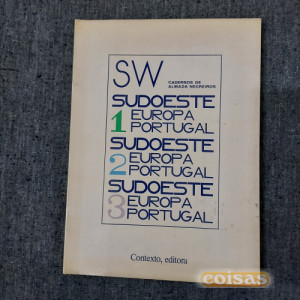 SW
CADERNOS DE
ALMADA NEGREIROS
SUDOESTE
1 EUROPA
PORTUGAL
SUDOESTE
2 EUROPA
PORTUGAL
SUDOESTE
3 EUROPA
PORTUGAL
Contexto, editora
coisas